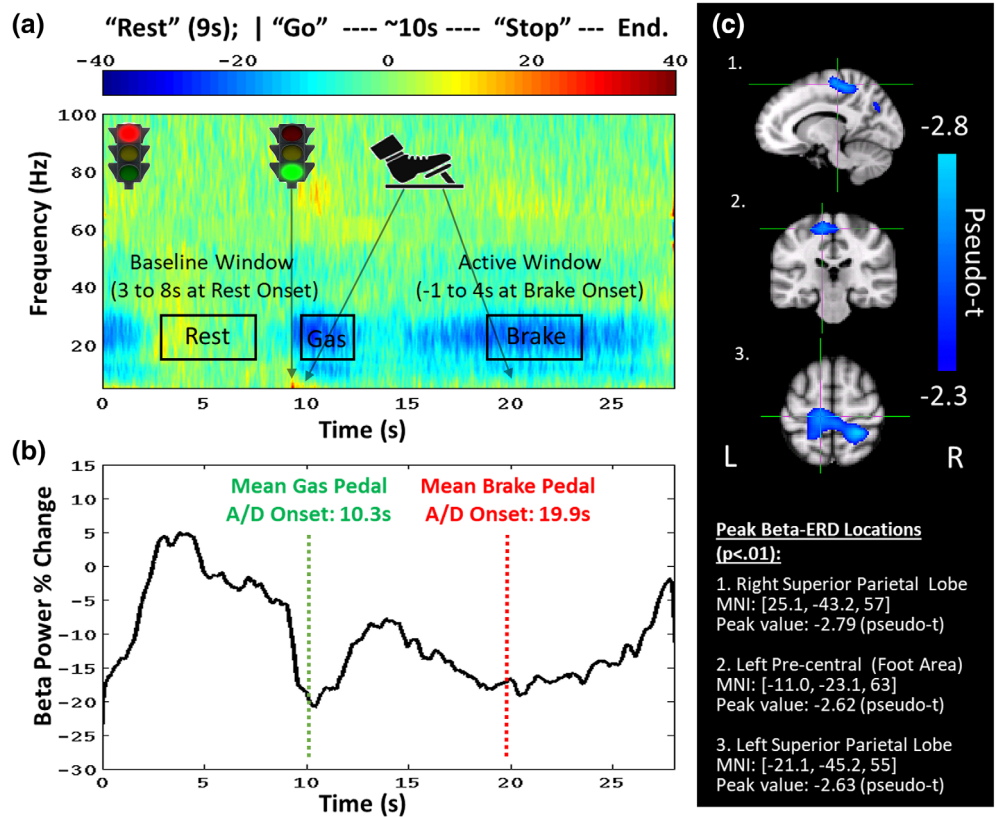 (a)
"Rest" (9s); | "Go" ---- ~10s ---- "Stop" --- End.
-40 -20 0 20 40
Frequency (Hz)
100
80
60
40
20
Baseline Window
(3 to 8s at Rest Onset)
Active Window
(-1 to 4s at Brake Onset)
Rest
Gas
Brake
0 5 10 15 20 25
Time (s)
(b)
Beta Power % Change
15
10
5
0
-5
-10
-15
-20
-25
-30
Mean Gas Pedal
A/D Onset: 10.3s
Mean Brake Pedal
A/D Onset: 19.9s
0 5 10 15 20 25
Time (s)
(c)
1.
2.
3.
-2.8
Pseudo-t
-2.3
L R
Peak Beta-ERD Locations
(p<.01):
1. Right Superior Parietal Lobe
MNI: [25.1, -43.2, 57]
Peak value: -2.79 (pseudo-t)
2. Left Pre-central (Foot Area)
MNI: [-11.0, -23.1, 63]
Peak value: -2.62 (pseudo-t)
3. Left Superior Parietal Lobe
MNI: [-21.1, -45.2, 55]
Peak value: -2.63 (pseudo-t)